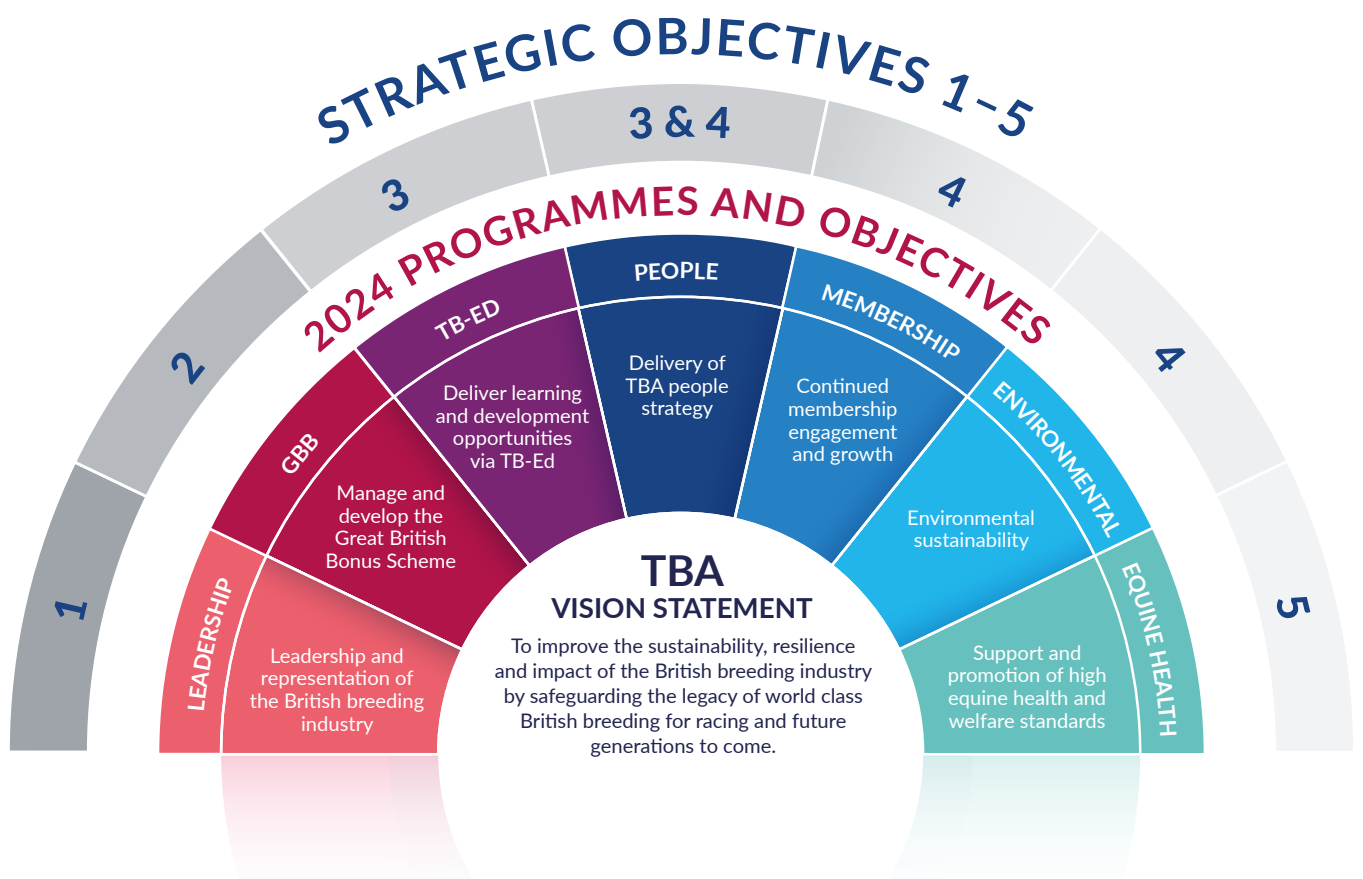 STRATEGIC OBJECTIVES 1–5
1
2
3
3 & 4
4
4
5
2024 PROGRAMMES AND OBJECTIVES
LEADERSHIP
Leadership and
representation of
the British breeding
industry
GBB
Manage and
develop the
Great British
Bonus Scheme
TB-ED
Deliver learning
and development
opportunities
via TB-Ed
PEOPLE
Delivery of
TBA people
strategy
MEMBERSHIP
Continued
membership
engagement
and growth
ENVIRONMENTAL
Environmental
sustainability
EQUINE HEALTH
Support and
promotion of high
equine health and
welfare standards
TBA
VISION STATEMENT
To improve the sustainability, resilience
and impact of the British breeding industry
by safeguarding the legacy of world class
British breeding for racing and future
generations to come.